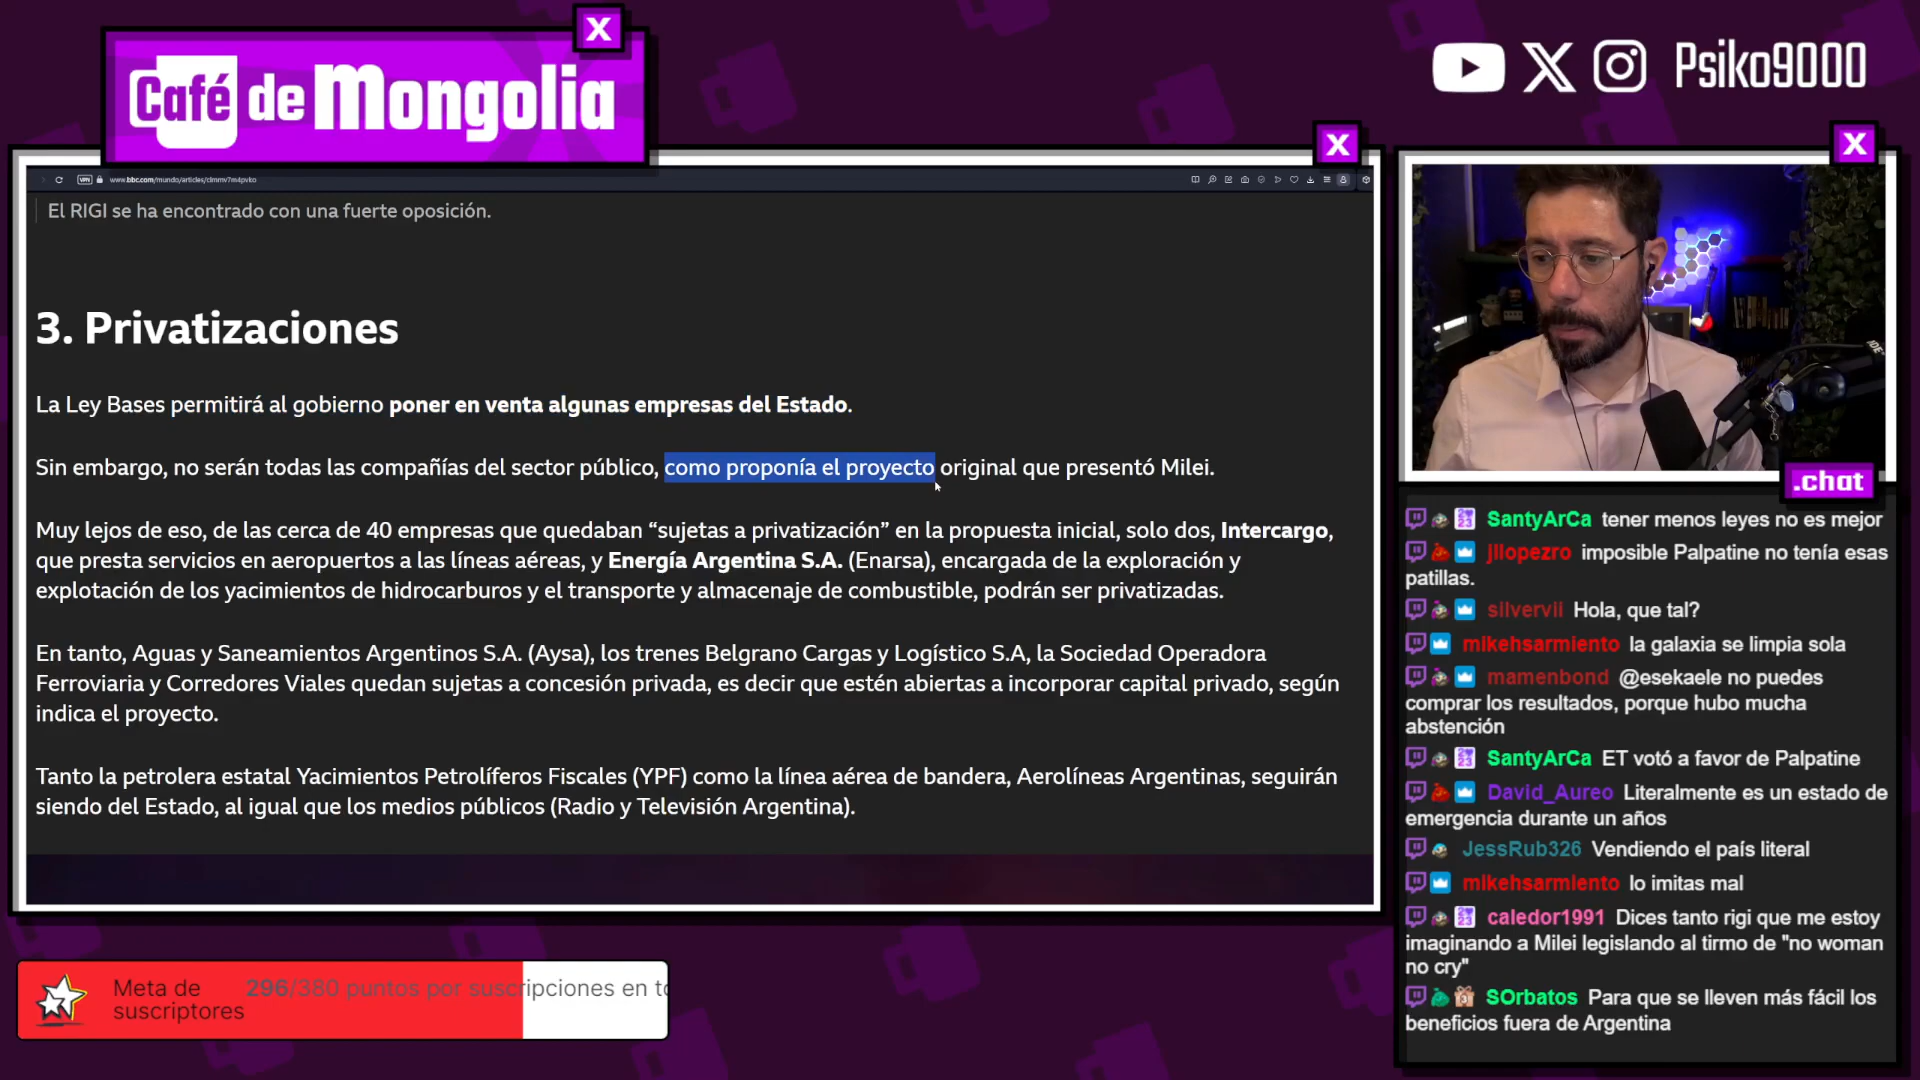 Café de Mongolia
X
Psiko9000
www.bbc.com/mundo/articles/
VPN
El RIGI se ha encontrado con una fuerte oposición.
3. Privatizaciones
La Ley Bases permitirá al gobierno poner en venta algunas empresas del Estado.
Sin embargo, no serán todas las compañías del sector público, como proponía el proyecto original que presentó Milei.
Muy lejos de eso, de las cerca de 40 empresas que quedaban “sujetas a privatización” en la propuesta inicial, solo dos, Intercargo,
que presta servicios en aeropuertos a las líneas aéreas, y Energía Argentina S.A. (Enarsa), encargada de la exploración y
explotación de los yacimientos de hidrocarburos y el transporte y almacenaje de combustible, podrán ser privatizadas.
En tanto, Aguas y Saneamientos Argentinos S.A. (Aysa), los trenes Belgrano Cargas y Logístico S.A, la Sociedad Operadora
Ferroviaria y Corredores Viales quedan sujetas a concesión privada, es decir que estén abiertas a incorporar capital privado, según
indica el proyecto.
Tanto la petrolera estatal Yacimientos Petrolíferos Fiscales (YPF) como la línea aérea de bandera, Aerolíneas Argentinas, seguirán
siendo del Estado, al igual que los medios públicos (Radio y Televisión Argentina).
X
X
.chat
SantyArCa tener menos leyes no es mejor
jllopezro imposible Palpatine no tenía esas
patillas.
silvervii Hola, que tal?
mikehsarmiento la galaxia se limpia sola
mamenbond @esekaele no puedes
comprar los resultados, porque hubo mucha
abstención
SantyArCa ET votó a favor de Palpatine
David_Aureo Literalmente es un estado de
emergencia durante un años
JessRub326 Vendiendo el país literal
mikehsarmiento lo imitas mal
caledor1991 Dices tanto rigi que me estoy
imaginando a Milei legislando al tirmo de "no woman
no cry"
SOrbatos Para que se lleven más fácil los
beneficios fuera de Argentina
Meta de
suscriptores
296/380 puntos por suscripciones en to